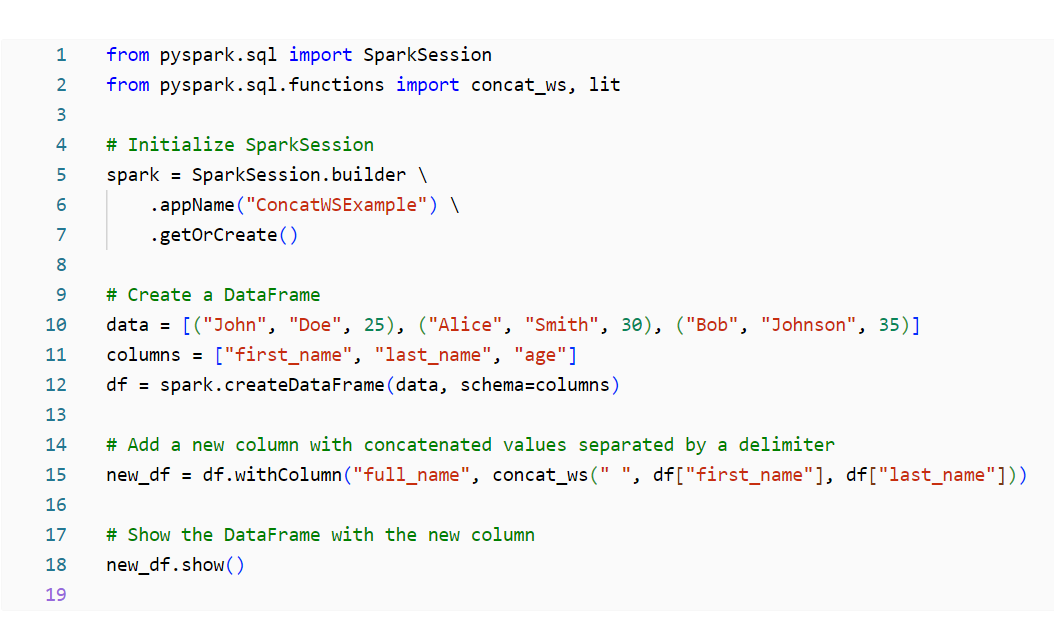 1 from pyspark.sql import SparkSession
2 from pyspark.sql.functions import concat_ws, lit
3
4 # Initialize SparkSession
5 spark = SparkSession.builder \
6     .appName("ConcatWSExample") \
7     .getOrCreate()
8
9 # Create a DataFrame
10 data = [("John", "Doe", 25), ("Alice", "Smith", 30), ("Bob", "Johnson", 35)]
11 columns = ["first_name", "last_name", "age"]
12 df = spark.createDataFrame(data, schema=columns)
13
14 # Add a new column with concatenated values separated by a delimiter
15 new_df = df.withColumn("full_name", concat_ws(" ", df["first_name"], df["last_name"]))
16
17 # Show the DataFrame with the new column
18 new_df.show()
19